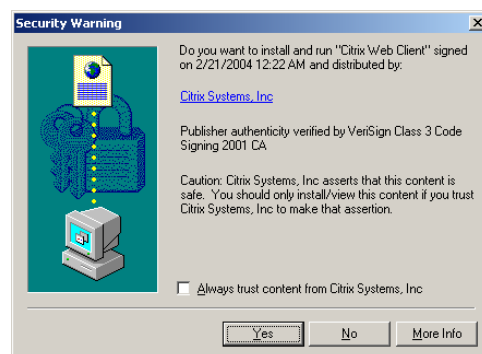 Security Warning
Do you want to install and run "Citrix Web Client" signed
on 2/21/2004 12:22 AM and distributed by:
Citrix Systems, Inc
Publisher authenticity verified by VeriSign Class 3 Code
Signing 2001 CA
Caution: Citrix Systems, Inc asserts that this content is
safe. You should only install/view this content if you trust
Citrix Systems, Inc to make that assertion.
Always trust content from Citrix Systems, Inc
Yes No More Info